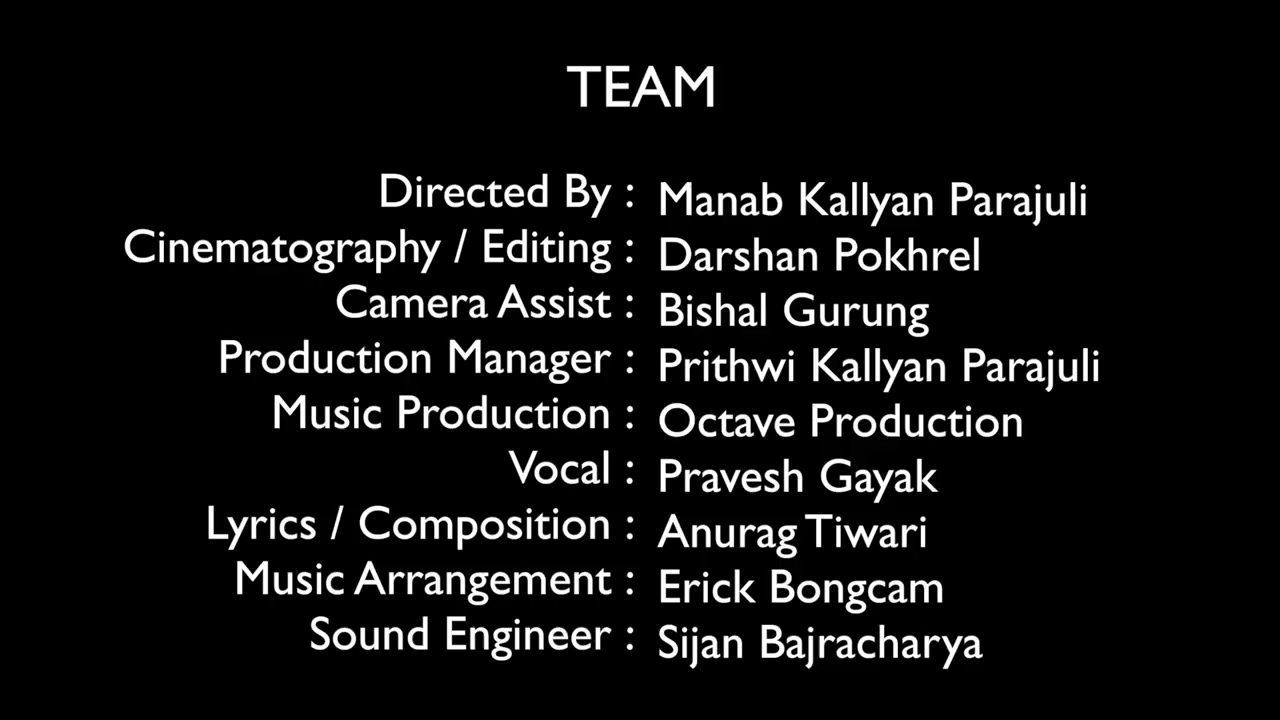 TEAM
Directed By : Manab Kallyan Parajuli
Cinematography / Editing : Darshan Pokhrel
Camera Assist : Bishal Gurung
Production Manager : Prithwi Kallyan Parajuli
Music Production : Octave Production
Vocal : Pravesh Gayak
Lyrics / Composition : Anurag Tiwari
Music Arrangement : Erick Bongcam
Sound Engineer : Sijan Bajracharya